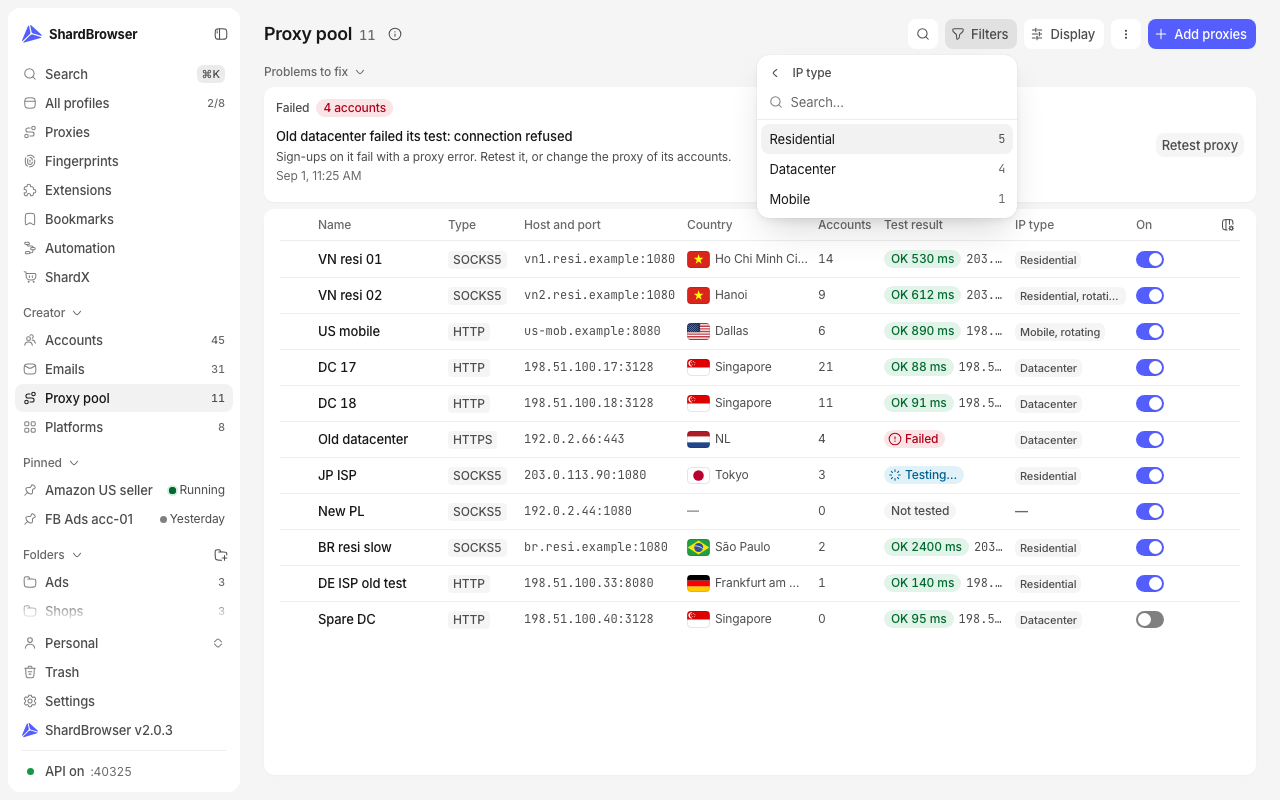 ShardBrowser
Search ⌘K
All profiles 2/8
Proxies
Fingerprints
Extensions
Bookmarks
Automation
ShardX
Creator
Accounts 45
Emails 31
Proxy pool 11
Platforms 8
Pinned
Amazon US seller Running
FB Ads acc-01 Yesterday
Folders
Ads 3
Shops 3
Personal
Trash
Settings
ShardBrowser v2.0.3
API on :40325
Proxy pool 11
Filters
Display
Add proxies
Problems to fix
Failed 4 accounts
Old datacenter failed its test: connection refused
Sign-ups on it fail with a proxy error. Retest it, or change the proxy of its accounts.
Sep 1, 11:25 AM
Retest proxy
IP type
Search...
Residential 5
Datacenter 4
Mobile 1
Name Type Host and port Country Accounts Test result IP type On
VN resi 01 SOCKS5 vn1.resi.example:1080 Ho Chi Minh Ci... 14 OK 530 ms 203.... Residential
VN resi 02 SOCKS5 vn2.resi.example:1080 Hanoi 9 OK 612 ms 203.... Residential, rotati...
US mobile HTTP us-mob.example:8080 Dallas 6 OK 890 ms 198.... Mobile, rotating
DC 17 HTTP 198.51.100.17:3128 Singapore 21 OK 88 ms 198.5... Datacenter
DC 18 HTTP 198.51.100.18:3128 Singapore 11 OK 91 ms 198.5... Datacenter
Old datacenter HTTPS 192.0.2.66:443 NL 4 Failed Datacenter
JP ISP SOCKS5 203.0.113.90:1080 Tokyo 3 Testing... Residential
New PL SOCKS5 192.0.2.44:1080 — 0 Not tested —
BR resi slow SOCKS5 br.resi.example:1080 São Paulo 2 OK 2400 ms 203... Residential
DE ISP old test HTTP 198.51.100.33:8080 Frankfurt am ... 1 OK 140 ms 198.... Residential
Spare DC HTTP 198.51.100.40:3128 Singapore 0 OK 95 ms 198.5... Datacenter